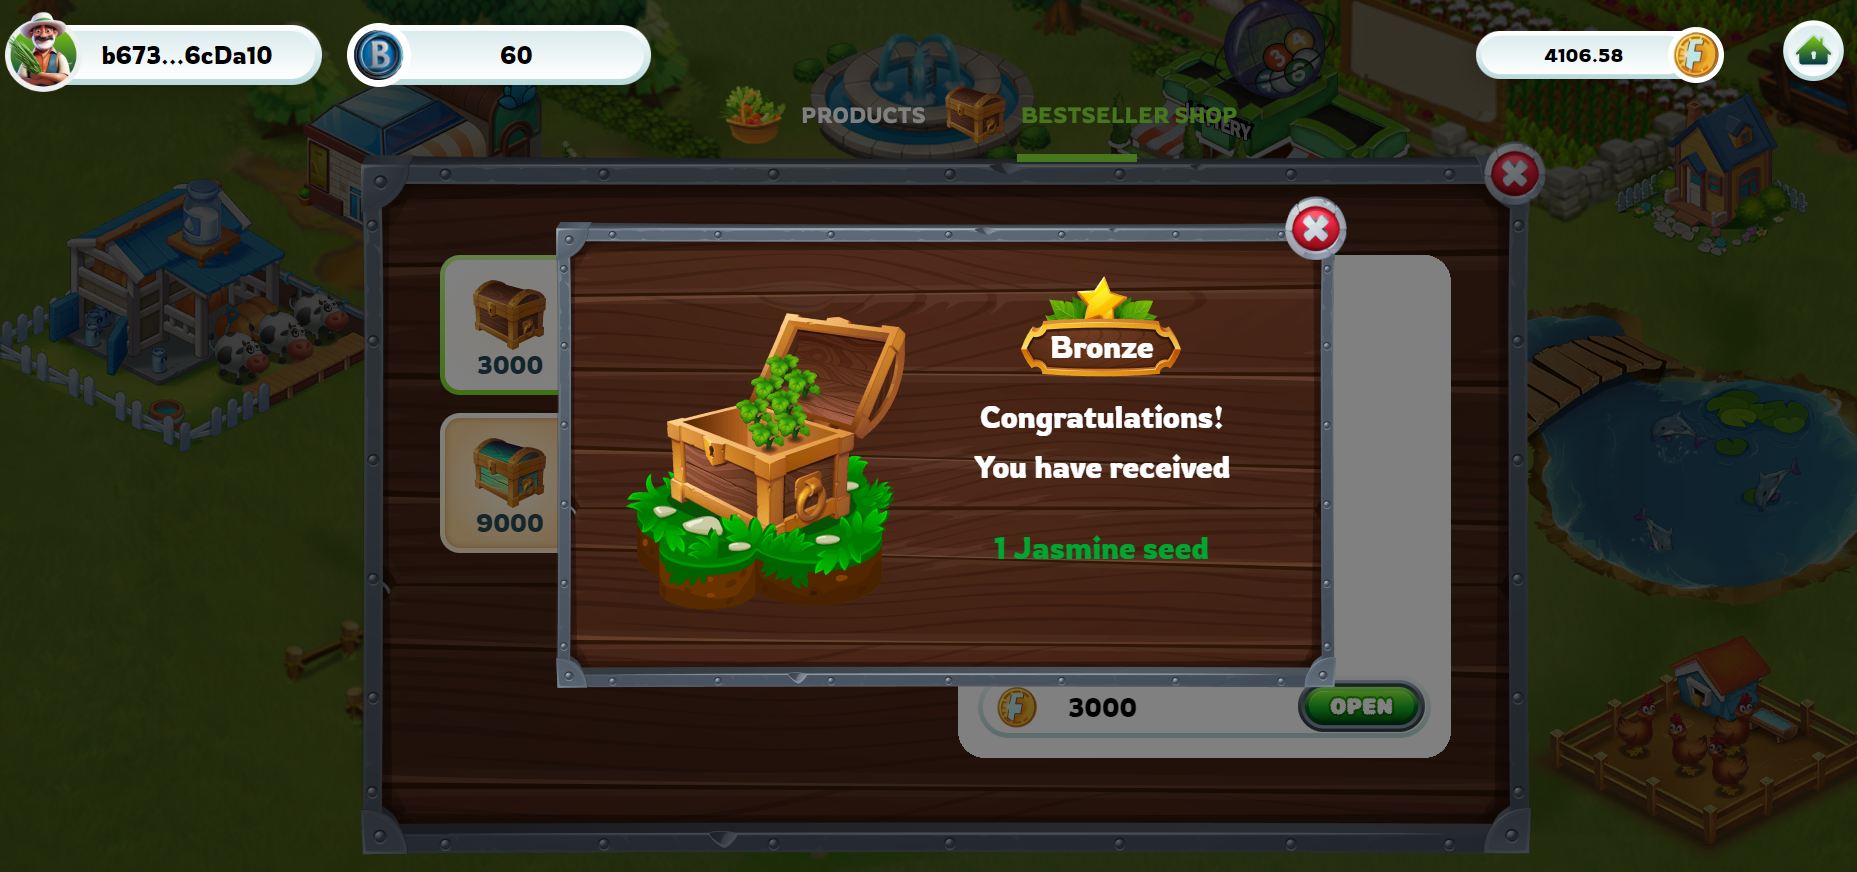 b673...6cDa10
60
4106.58
PRODUCTS
BESTSELLER SHOP
3000
9000
Bronze
Congratulations!
You have received
1 Jasmine seed
3000
OPEN